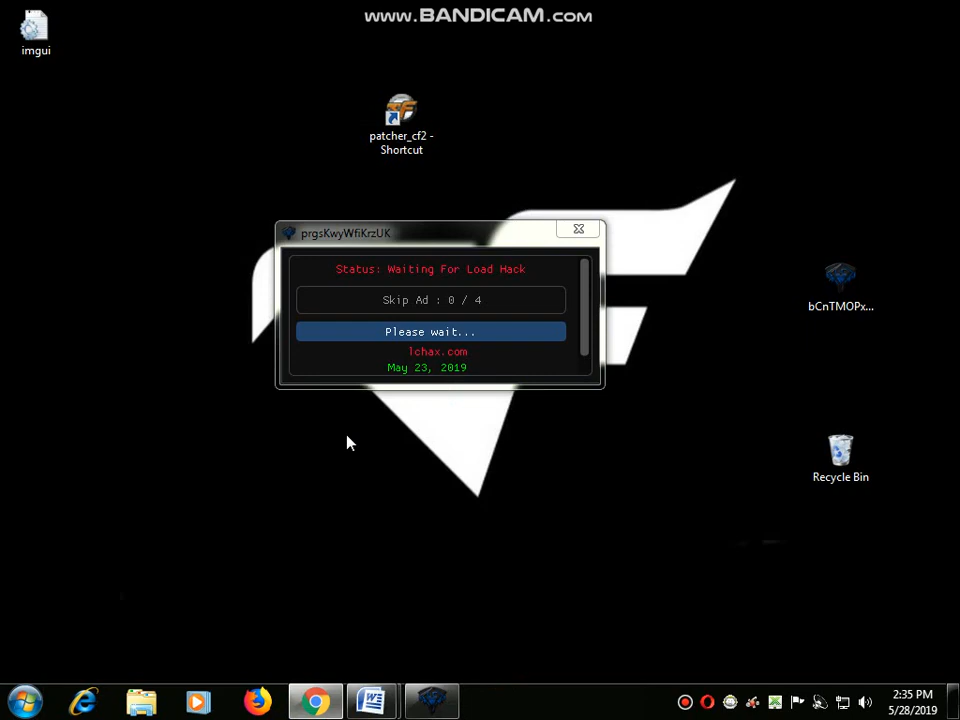 www.BANDICAM.com
imgui
patcher_cf2 -
Shortcut
prgsKwyWfiKrzUK
Status: Waiting For Load Hack
Skip Ad : 0 / 4
Please wait...
lchax.com
May 23, 2019
bCnTMOPx...
Recycle Bin
2:35 PM
5/28/2019